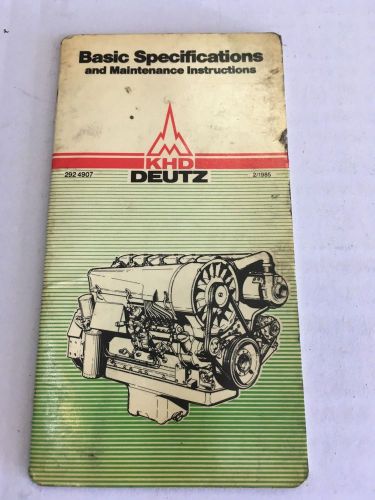 Basic Specifications
and Maintenance Instructions
KHD
DEUTZ
292 4907
2/1985